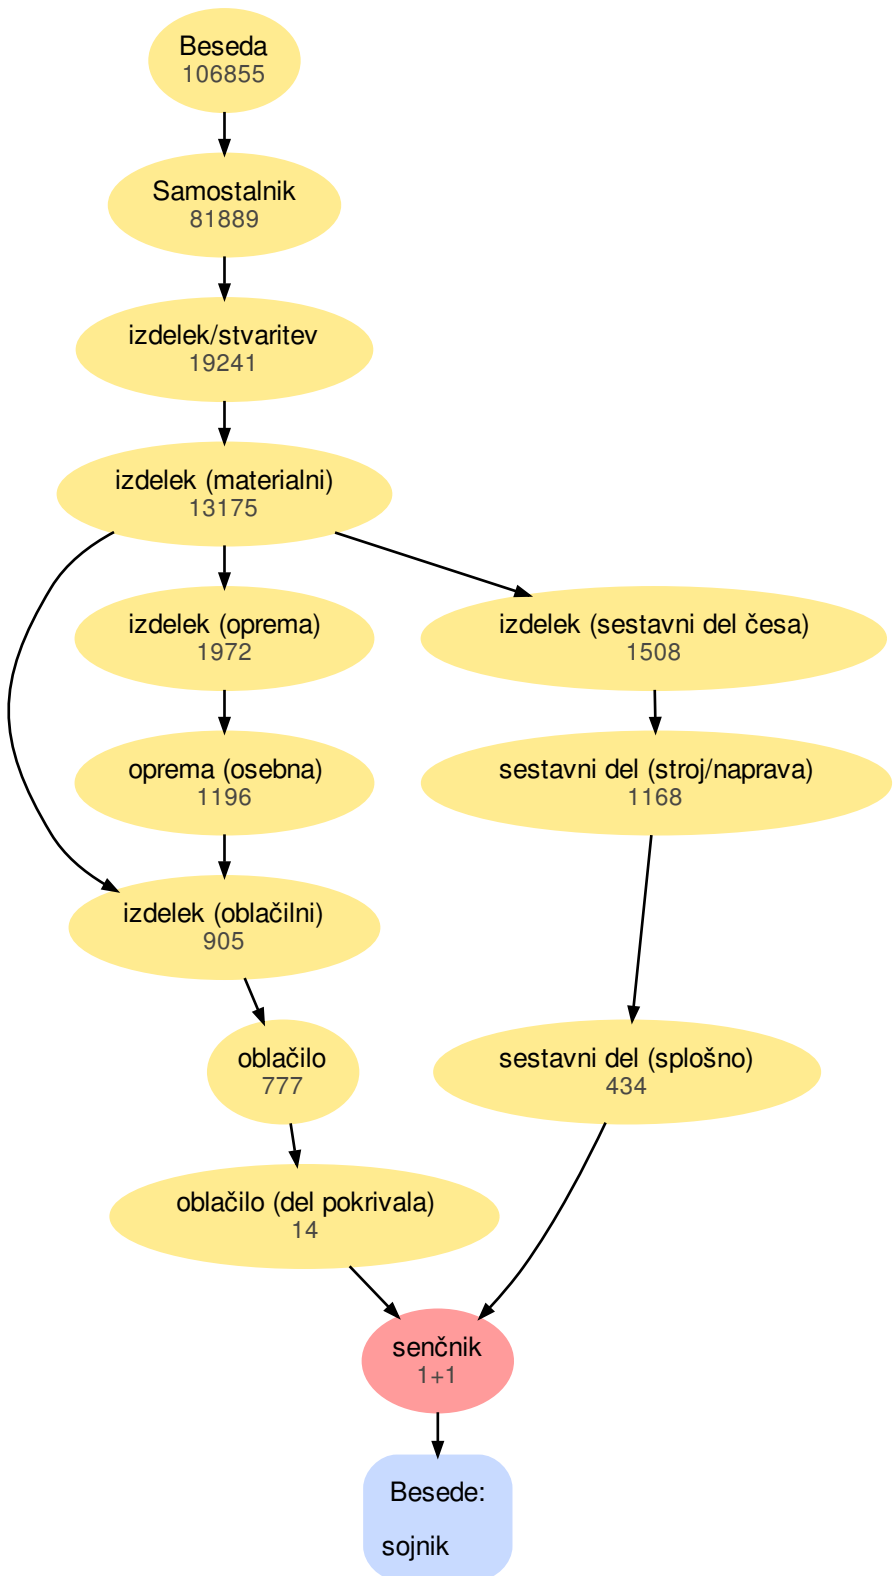 Beseda
106855
Samostalnik
81889
izdelek/stvaritev
19241
izdelek (materialni)
13175
izdelek (oprema)
1972
izdelek (sestavni del česa)
1508
oprema (osebna)
1196
sestavni del (stroj/naprava)
1168
izdelek (oblačilni)
905
oblačilo
777
sestavni del (splošno)
434
oblačilo (del pokrivala)
14
senčnik
1+1
Besede:
sojnik